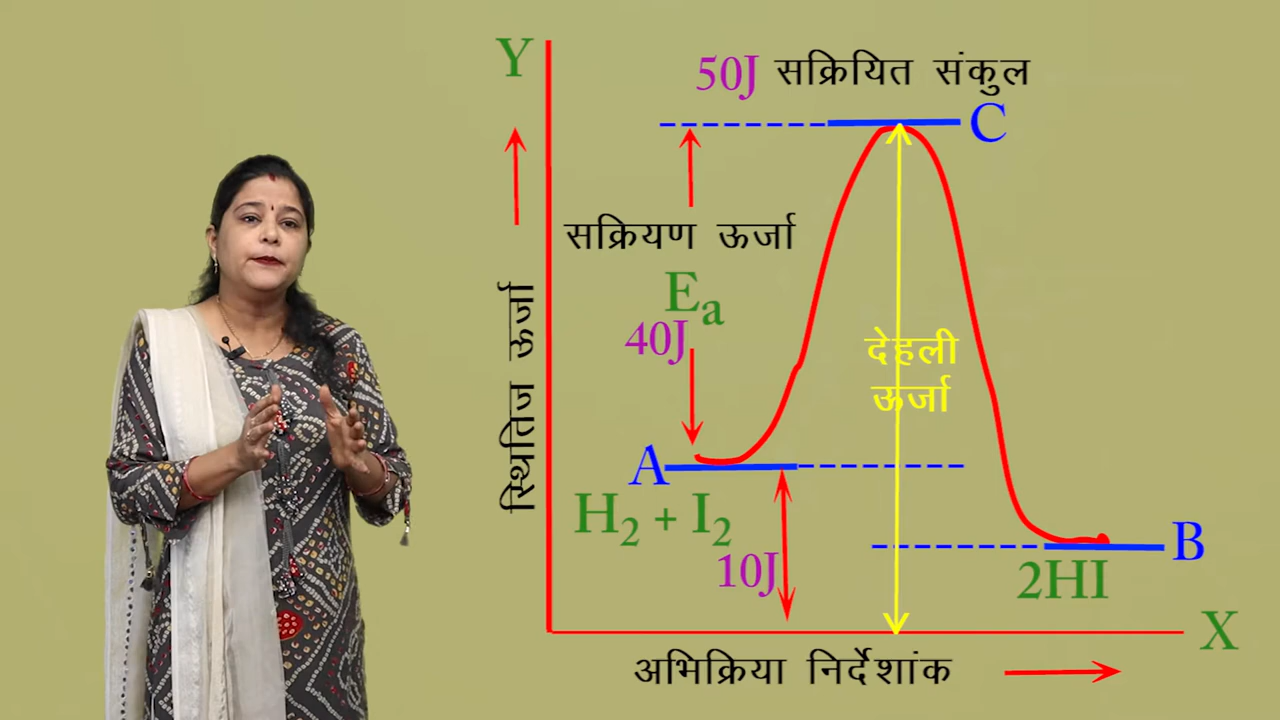 Y
50J सक्रियित संकुल
C
सक्रियण ऊर्जा
Ea
40J
स्थितिज ऊर्जा
देहली
ऊर्जा
A
H2 + I2
10J
B
2HI
X
अभिक्रिया निर्देशांक